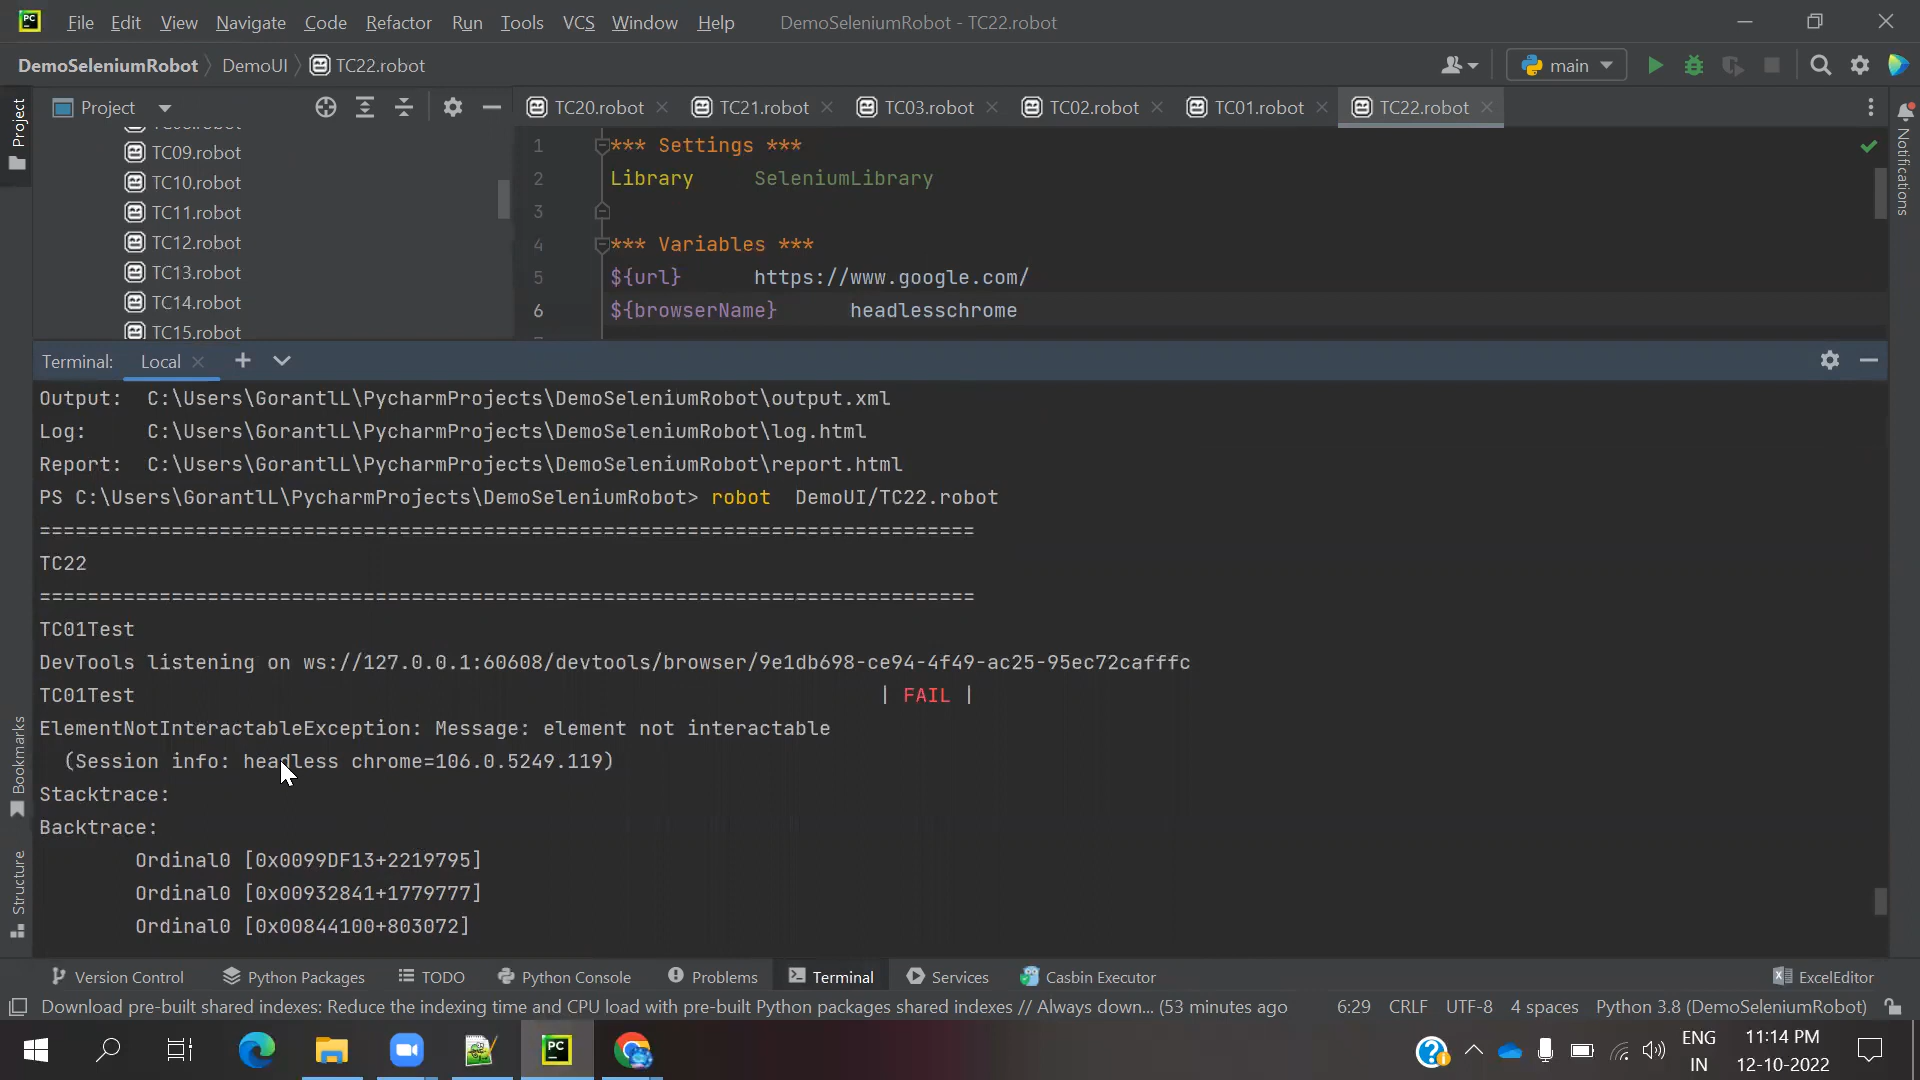 File Edit View Navigate Code Refactor Run Tools VCS Window Help DemoSeleniumRobot - TC22.robot
DemoSeleniumRobot DemoUI TC22.robot main
Project TC20.robot TC21.robot TC03.robot TC02.robot TC01.robot TC22.robot
TC09.robot
TC10.robot
TC11.robot
TC12.robot
TC13.robot
TC14.robot
TC15.robot
1 *** Settings ***
2 Library SeleniumLibrary
3
4 *** Variables ***
5 ${url} https://www.google.com/
6 ${browserName} headlesschrome
Project
Notifications
Terminal: Local
Output: C:\Users\GorantlL\PycharmProjects\DemoSeleniumRobot\output.xml
Log: C:\Users\GorantlL\PycharmProjects\DemoSeleniumRobot\log.html
Report: C:\Users\GorantlL\PycharmProjects\DemoSeleniumRobot\report.html
PS C:\Users\GorantlL\PycharmProjects\DemoSeleniumRobot> robot DemoUI/TC22.robot
==============================================================================
TC22
==============================================================================
TC01Test
DevTools listening on ws://127.0.0.1:60608/devtools/browser/9e1db698-ce94-4f49-ac25-95ec72cafffc
TC01Test | FAIL |
ElementNotInteractableException: Message: element not interactable
(Session info: headless chrome=106.0.5249.119)
Stacktrace:
Backtrace:
Ordinal0 [0x0099DF13+2219795]
Ordinal0 [0x00932841+1779777]
Ordinal0 [0x00844100+803072]
Bookmarks
Structure
Version Control Python Packages TODO Python Console Problems Terminal Services Casbin Executor ExcelEditor
Download pre-built shared indexes: Reduce the indexing time and CPU load with pre-built Python packages shared indexes // Always down... (53 minutes ago 6:29 CRLF UTF-8 4 spaces Python 3.8 (DemoSeleniumRobot)
ENG
IN
11:14 PM
12-10-2022